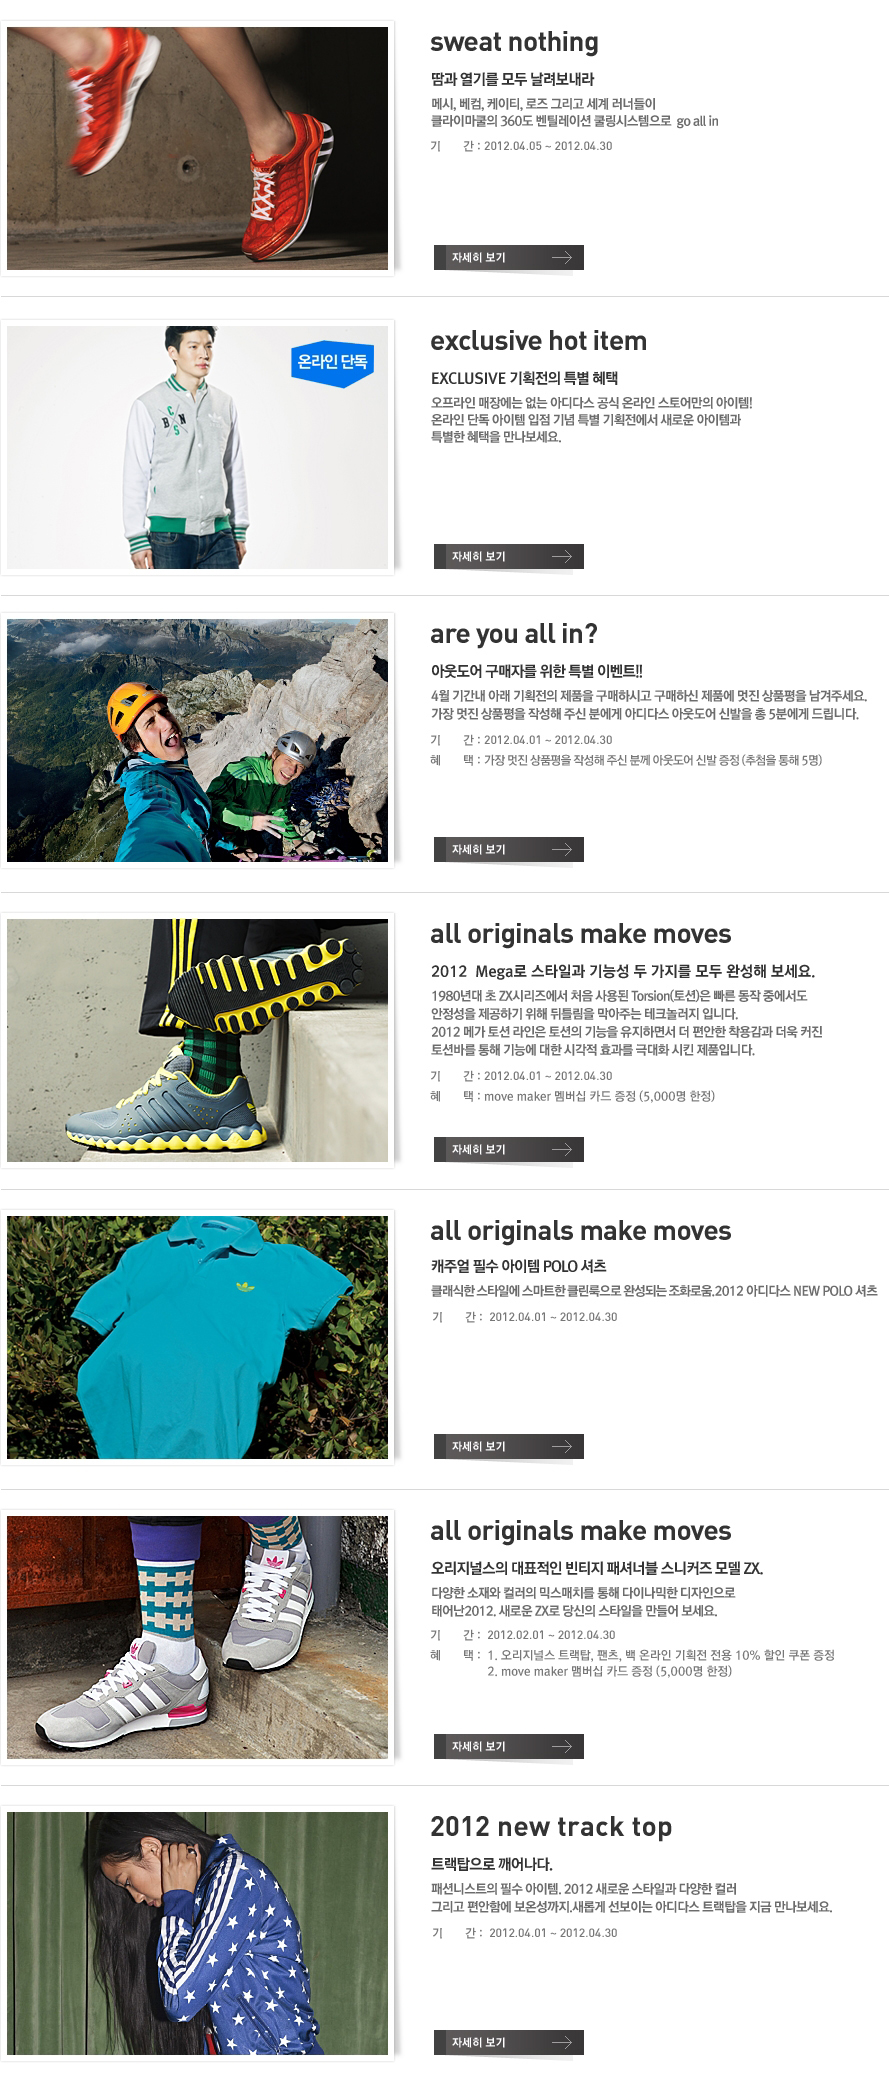 sweat nothing
땀과 열기를 모두 날려보내라
메시, 베컴, 케이티, 로즈 그리고 세계 러너들이
클라이마쿨의 360도 벤틸레이션 쿨링시스템으로 go all in
기 간 : 2012.04.05 ~ 2012.04.30
자세히 보기
온라인 단독
B C N S
exclusive hot item
EXCLUSIVE 기획전의 특별 혜택
오프라인 매장에는 없는 아디다스 공식 온라인 스토어만의 아이템!
온라인 단독 아이템 입점 기념 특별 기획전에서 새로운 아이템과
특별한 혜택을 만나보세요.
자세히 보기
are you all in?
아웃도어 구매자를 위한 특별 이벤트!!
4월 기간내 아래 기획전의 제품을 구매하시고 구매하신 제품에 멋진 상품평을 남겨주세요.
가장 멋진 상품평을 작성해 주신 분에게 아디다스 아웃도어 신발을 총 5분에게 드립니다.
기 간 : 2012.04.01 ~ 2012.04.30
혜 택 : 가장 멋진 상품평을 작성해 주신 분께 아웃도어 신발 증정 (추첨을 통해 5명)
자세히 보기
all originals make moves
2012 Mega로 스타일과 기능성 두 가지를 모두 완성해 보세요.
1980년대 초 ZX시리즈에서 처음 사용된 Torsion(토션)은 빠른 동작 중에서도
안정성을 제공하기 위해 뒤틀림을 막아주는 테크놀러지 입니다.
2012 메가 토션 라인은 토션의 기능을 유지하면서 더 편안한 착용감과 더욱 커진
토션바를 통해 기능에 대한 시각적 효과를 극대화 시킨 제품입니다.
기 간 : 2012.04.01 ~ 2012.04.30
혜 택 : move maker 멤버십 카드 증정 (5,000명 한정)
자세히 보기
all originals make moves
캐주얼 필수 아이템 POLO 셔츠
클래식한 스타일에 스마트한 클린룩으로 완성되는 조화로움.2012 아디다스 NEW POLO 셔츠
기 간 : 2012.04.01 ~ 2012.04.30
자세히 보기
all originals make moves
오리지널스의 대표적인 빈티지 패셔너블 스니커즈 모델 ZX.
다양한 소재와 컬러의 믹스매치를 통해 다이나믹한 디자인으로
태어난2012. 새로운 ZX로 당신의 스타일을 만들어 보세요.
기 간 : 2012.02.01 ~ 2012.04.30
혜 택 : 1. 오리지널스 트랙탑, 팬츠, 백 온라인 기획전 전용 10% 할인 쿠폰 증정
2. move maker 맴버십 카드 증정 (5,000명 한정)
자세히 보기
2012 new track top
트랙탑으로 깨어나다.
패션니스트의 필수 아이템. 2012 새로운 스타일과 다양한 컬러
그리고 편안함에 보온성까지.새롭게 선보이는 아디다스 트랙탑을 지금 만나보세요.
기 간 : 2012.04.01 ~ 2012.04.30
자세히 보기